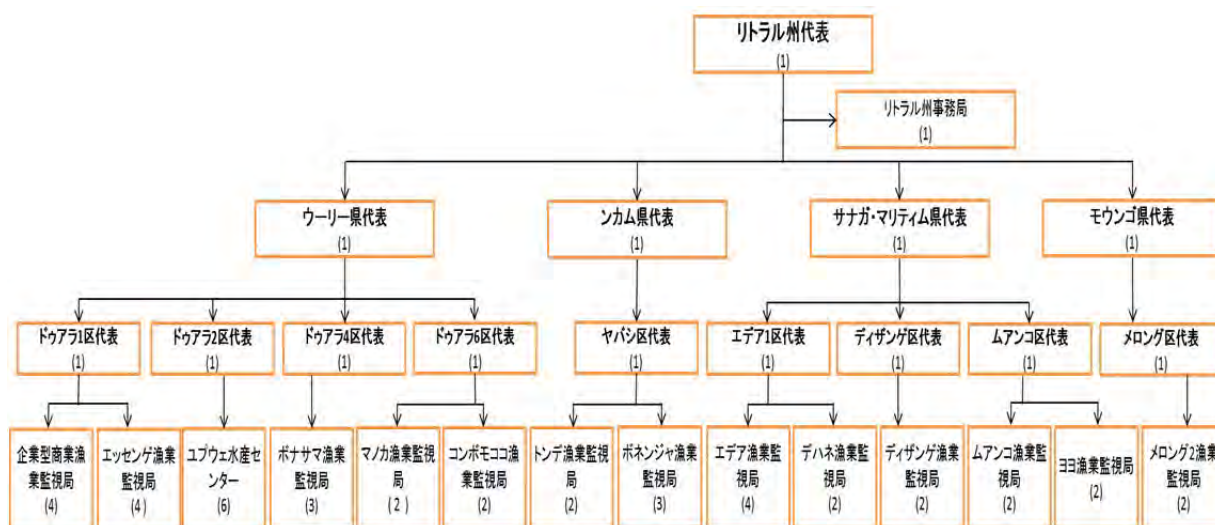 リトラル州代表
(1)
リトラル州事務局
(1)
ウーリー県代表
(1)
ンカム県代表
(1)
サナガ・マリティム県代表
(1)
モウンゴ県代表
(1)
ドゥアラ1区代表
(1)
ドゥアラ2区代表
(1)
ドゥアラ4区代表
(1)
ドゥアラ6区代表
(1)
ヤバシ区代表
(1)
エデア1区代表
(1)
ディザンゲ区代表
(1)
ムアンコ区代表
(1)
メロング区代表
(1)
企業型商業漁
業監視局
(4)
エッセンゲ漁業
監視局
(4)
ユプウェ水産セ
ンター
(6)
ボナサマ漁業
監視局
(3)
マノカ漁業監視
局
(2)
コンボモココ漁
業監視局
(2)
トンデ漁業監視
局
(2)
ボネンジャ漁業
監視局
(3)
エデア漁業監
視局
(4)
デハネ漁業監
視局
(2)
ディザンゲ漁業
監視局
(2)
ムアンコ漁業監
視局
(2)
ヨヨ漁業監視局
(2)
メロング2漁業
監視局
(2)